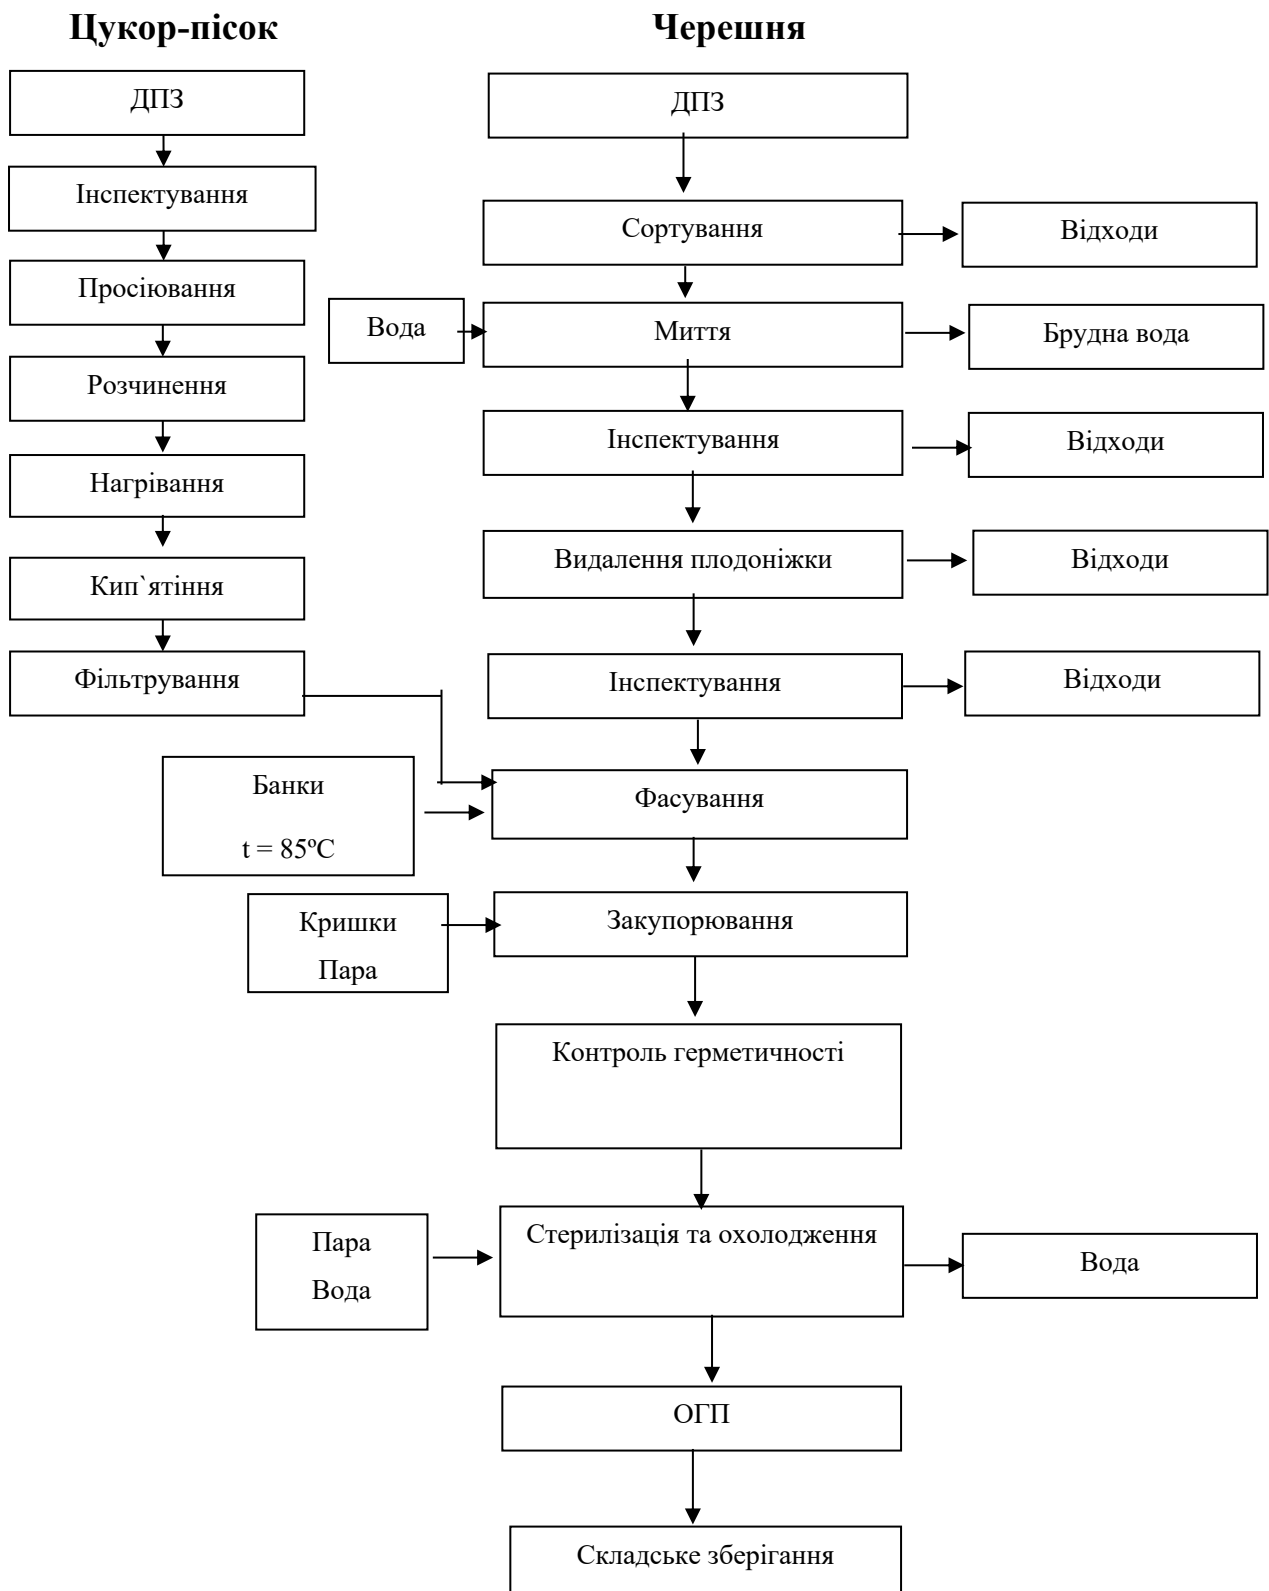 Цукор-пісок
Черешня
ДПЗ
ДПЗ
Інспектування
Сортування
Відходи
Просіювання
Вода
Миття
Брудна вода
Розчинення
Інспектування
Відходи
Нагрівання
Видалення плодоніжки
Відходи
Кип`ятіння
Фільтрування
Інспектування
Відходи
Банки
t = 85ºC
Фасування
Кришки
Пара
Закупорювання
Контроль герметичності
Пара
Вода
Стерилізація та охолодження
Вода
ОГП
Складське зберігання